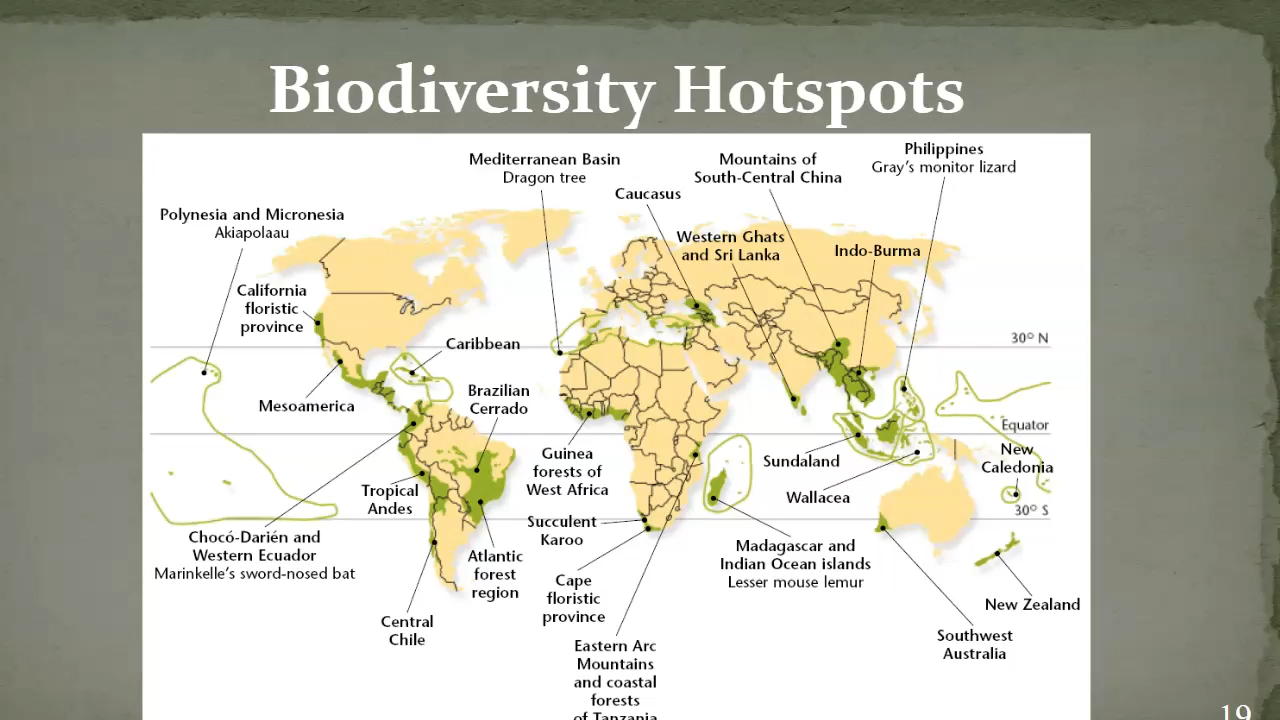 Biodiversity Hotspots
Mediterranean Basin
Dragon tree
Mountains of
South-Central China
Philippines
Gray's monitor lizard
Caucasus
Polynesia and Micronesia
Akiapolaau
Western Ghats
and Sri Lanka
Indo-Burma
California
floristic
province
30° N
Caribbean
Mesoamerica
Brazilian
Cerrado
Equator
Guinea
forests of
West Africa
Sundaland
New
Caledonia
Wallacea
Tropical
Andes
30° S
Succulent
Karoo
Chocó-Darién and
Western Ecuador
Marinkelle's sword-nosed bat
Atlantic
forest
region
Madagascar and
Indian Ocean islands
Lesser mouse lemur
Cape
floristic
province
New Zealand
Central
Chile
Southwest
Australia
Eastern Arc
Mountains
and coastal
forests
of Tanzania
19